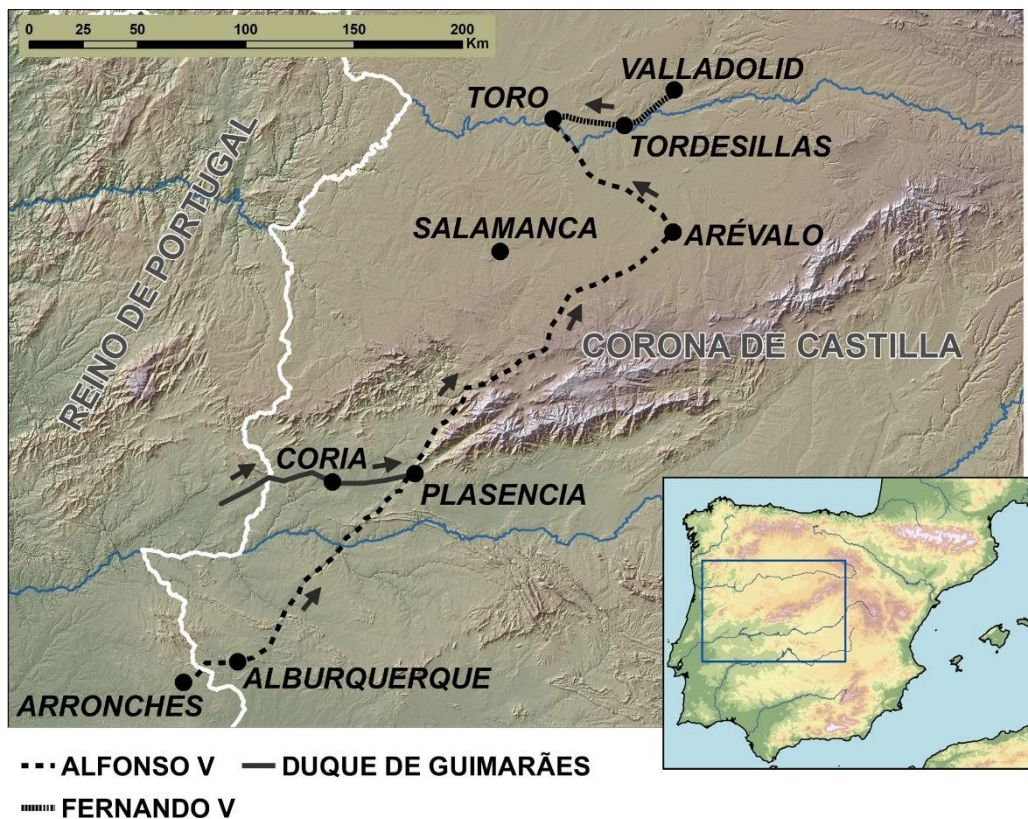 0 50 100 150 200
Km
VALLADOLID
TORO
TORDESILLAS
REINO DE PORTUGAL
SALAMANCA
ARÉVALO
CORONA DE CASTILLA
CORIA
PLASENCIA
ALBURQUERQUE
ARRONCHES
ALFONSO V DUQUE DE GUIMARÃES
FERNANDO V